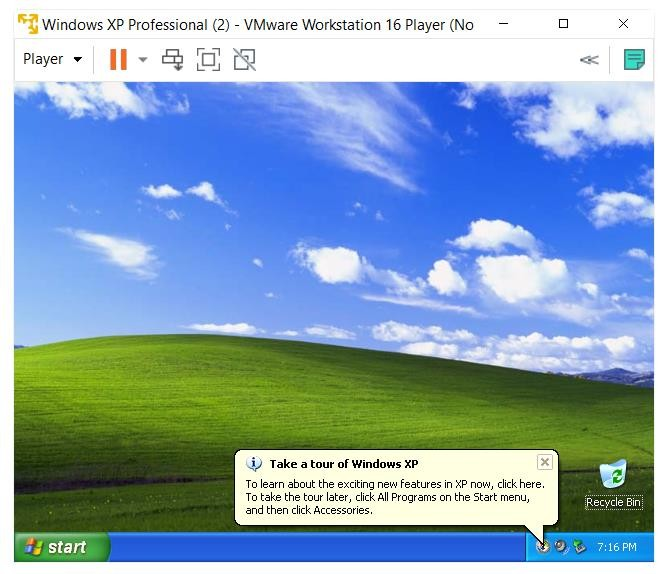 Windows XP Professional (2) - VMware Workstation 16 Player (No
Player
Take a tour of Windows XP
To learn about the exciting new features in XP now, click here.
To take the tour later, click All Programs on the Start menu,
and then click Accessories.
Recycle Bin
start
7:16 PM